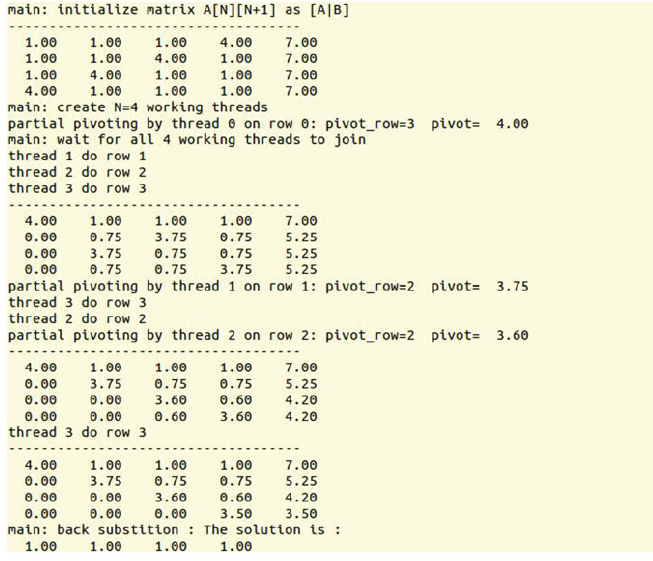 main: initialize matrix A[N][N+1] as [A|B]
------------------------------------
1.00 1.00 1.00 4.00 7.00
1.00 1.00 4.00 1.00 7.00
1.00 4.00 1.00 1.00 7.00
4.00 1.00 1.00 1.00 7.00
main: create N=4 working threads
partial pivoting by thread 0 on row 0: pivot_row=3 pivot= 4.00
main: wait for all 4 working threads to join
thread 1 do row 1
thread 2 do row 2
thread 3 do row 3
------------------------------------
4.00 1.00 1.00 1.00 7.00
0.00 0.75 3.75 0.75 5.25
0.00 3.75 0.75 0.75 5.25
0.00 0.75 0.75 3.75 5.25
partial pivoting by thread 1 on row 1: pivot_row=2 pivot= 3.75
thread 3 do row 3
thread 2 do row 2
partial pivoting by thread 2 on row 2: pivot_row=2 pivot= 3.60
------------------------------------
4.00 1.00 1.00 1.00 7.00
0.00 3.75 0.75 0.75 5.25
0.00 0.00 3.60 0.60 4.20
0.00 0.00 0.60 3.60 4.20
thread 3 do row 3
------------------------------------
4.00 1.00 1.00 1.00 7.00
0.00 3.75 0.75 0.75 5.25
0.00 0.00 3.60 0.60 4.20
0.00 0.00 0.00 3.50 3.50
main: back substition : The solution is :
1.00 1.00 1.00 1.00